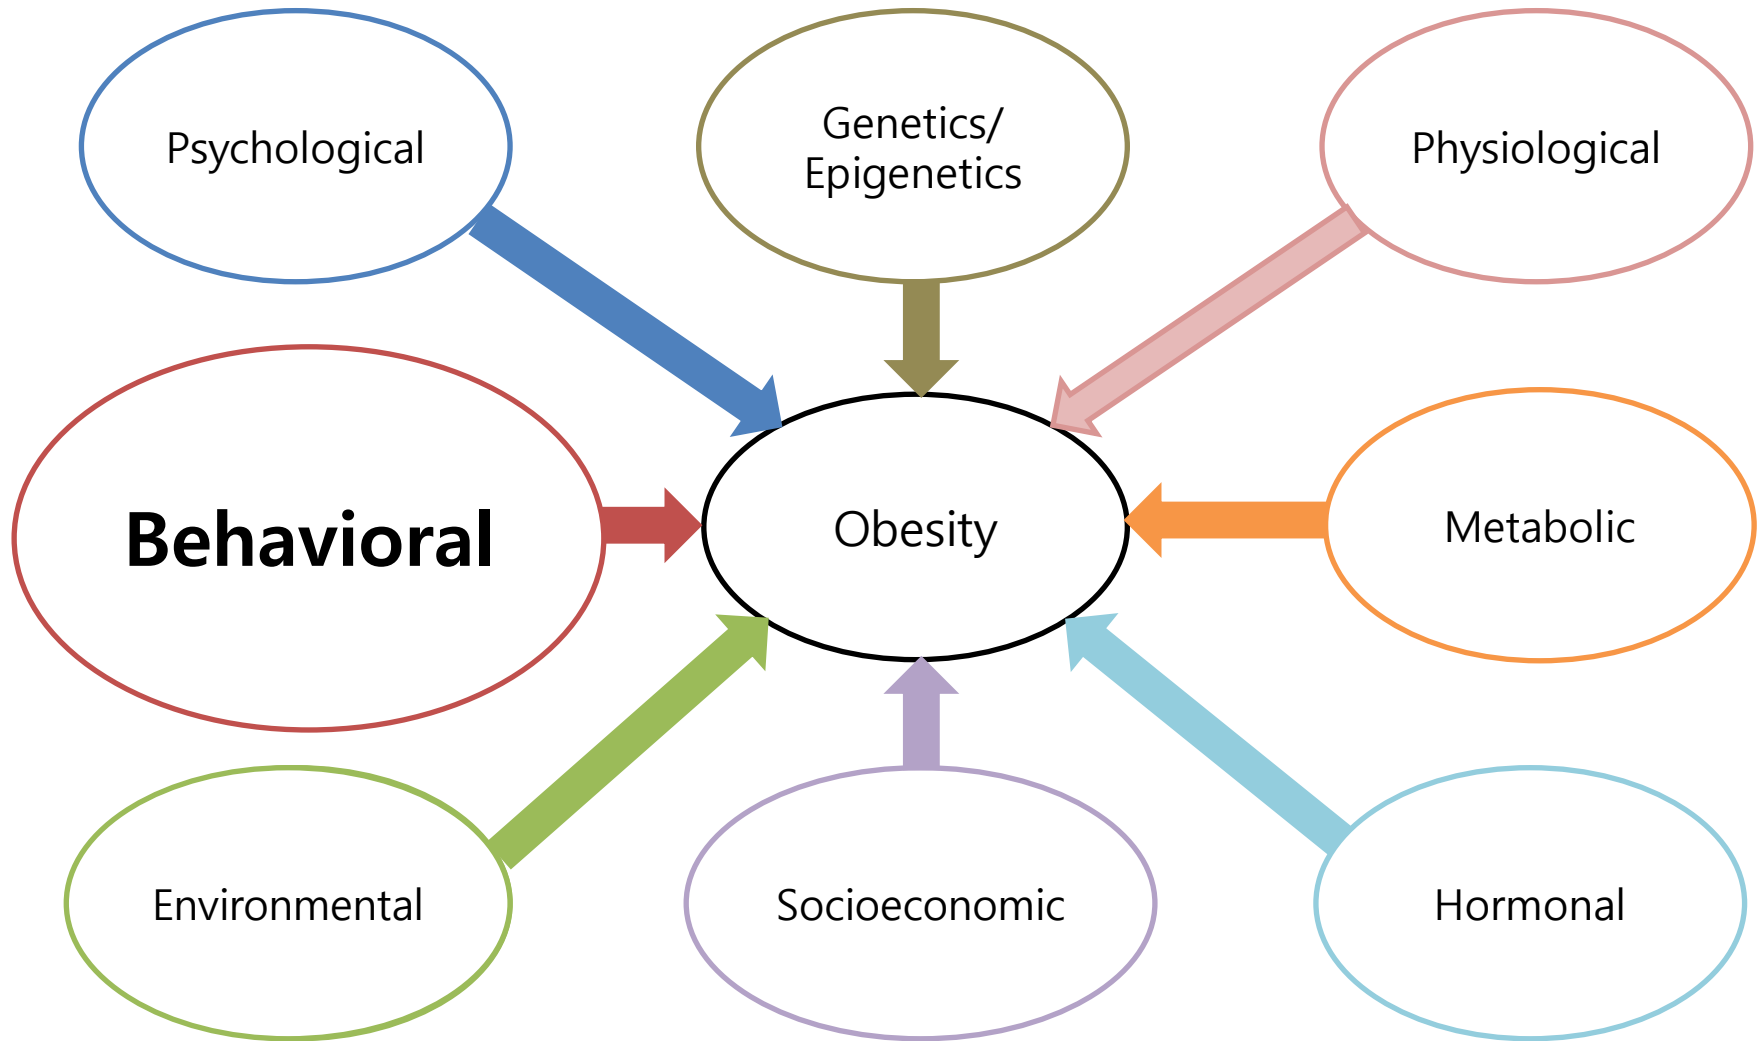 Psychological
Genetics/
Epigenetics
Physiological
Behavioral
Obesity
Metabolic
Environmental
Socioeconomic
Hormonal